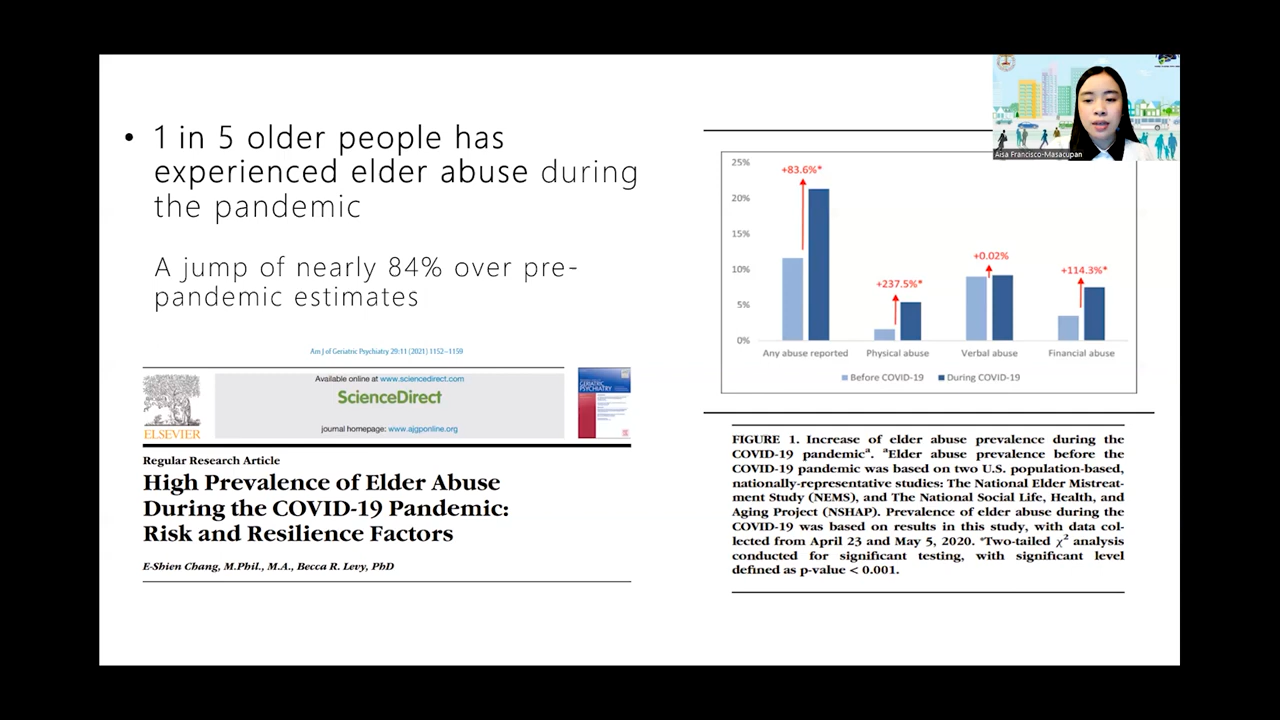 • 1 in 5 older people has
experienced elder abuse during
the pandemic
A jump of nearly 84% over pre-
pandemic estimates
Am J of Geriatric Psychiatry 29:11 (2021) 1152−1159
ELSEVIER
Available online at www.sciencedirect.com
ScienceDirect
journal homepage: www.ajgponline.org
GERIATRIC
PSYCHIATRY
Regular Research Article
High Prevalence of Elder Abuse
During the COVID-19 Pandemic:
Risk and Resilience Factors
E-Shien Chang, M.Phil., M.A., Becca R. Levy, PhD
Aisa Francisco-Masacupan
25%
20%
15%
10%
5%
0%
+83.6%*
+237.5%*
+0.02%
+114.3%*
Any abuse reported
Physical abuse
Verbal abuse
Financial abuse
Before COVID-19
During COVID-19
FIGURE 1. Increase of elder abuse prevalence during the
COVID-19 pandemicª. ªElder abuse prevalence before the
COVID-19 pandemic was based on two U.S. population-based,
nationally-representative studies: The National Elder Mistreat-
ment Study (NEMS), and The National Social Life, Health, and
Aging Project (NSHAP). Prevalence of elder abuse during the
COVID-19 was based on results in this study, with data col-
lected from April 23 and May 5, 2020. *Two-tailed χ² analysis
conducted for significant testing, with significant level
defined as p-value < 0.001.